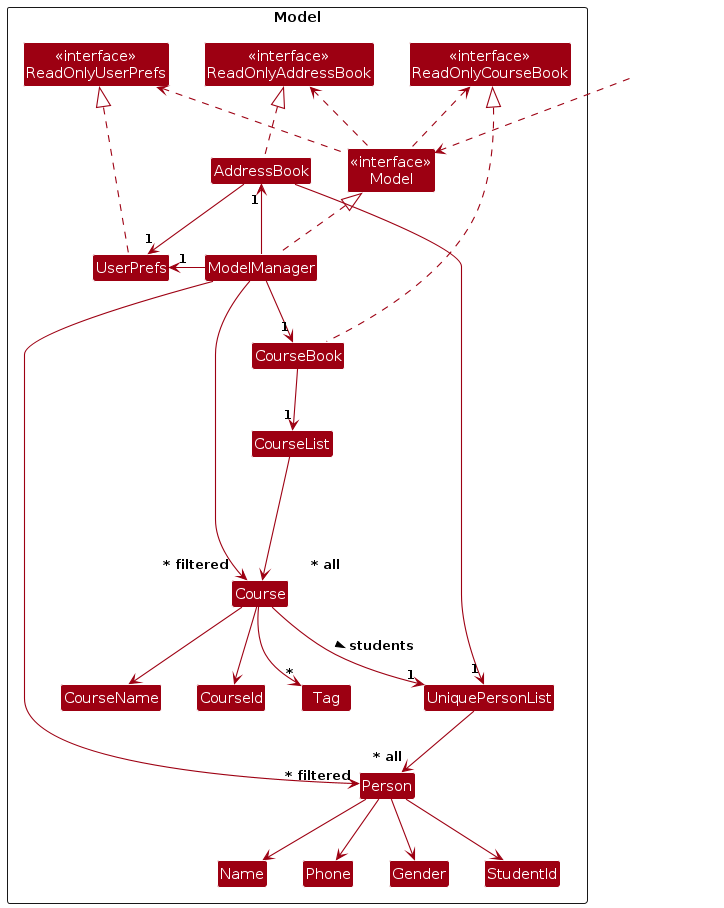 Model
«interface»
ReadOnlyUserPrefs
«interface»
ReadOnlyAddressBook
«interface»
ReadOnlyCourseBook
AddressBook
«interface»
Model
1
1
UserPrefs
1
ModelManager
1
CourseBook
1
CourseList
* filtered
* all
Course
students
*
1
1
CourseName
CourseId
Tag
UniquePersonList
* all
* filtered
Person
Name
Phone
Gender
StudentId